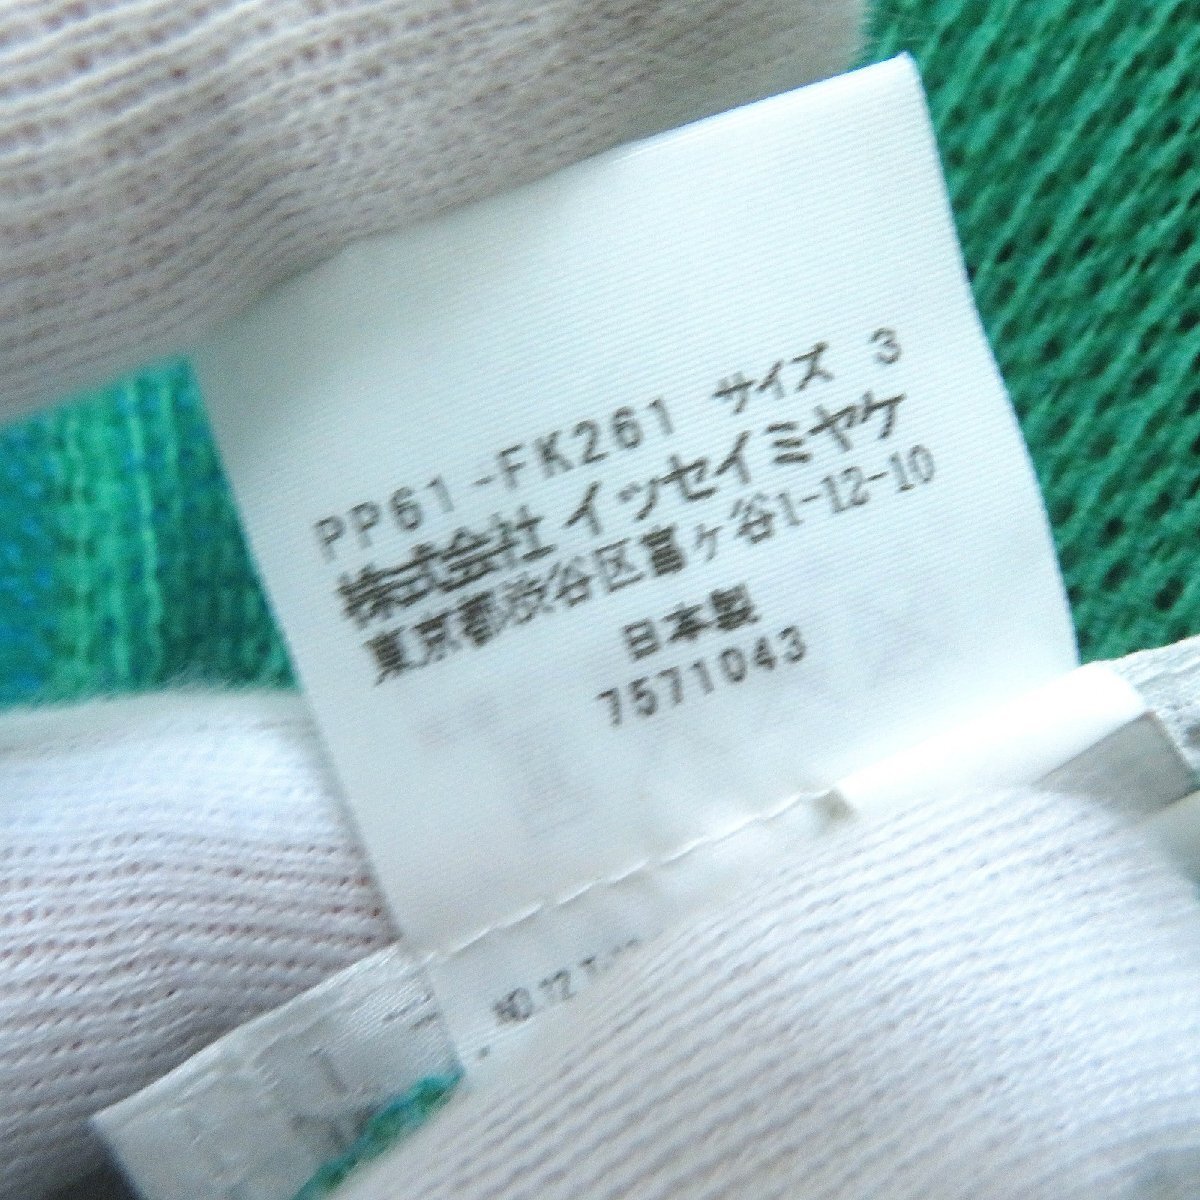 PP61-FK261 サイズ 3
株式会社 イッセイミヤケ
東京都渋谷区富ヶ谷1-12-10
日本製
7571043
NO